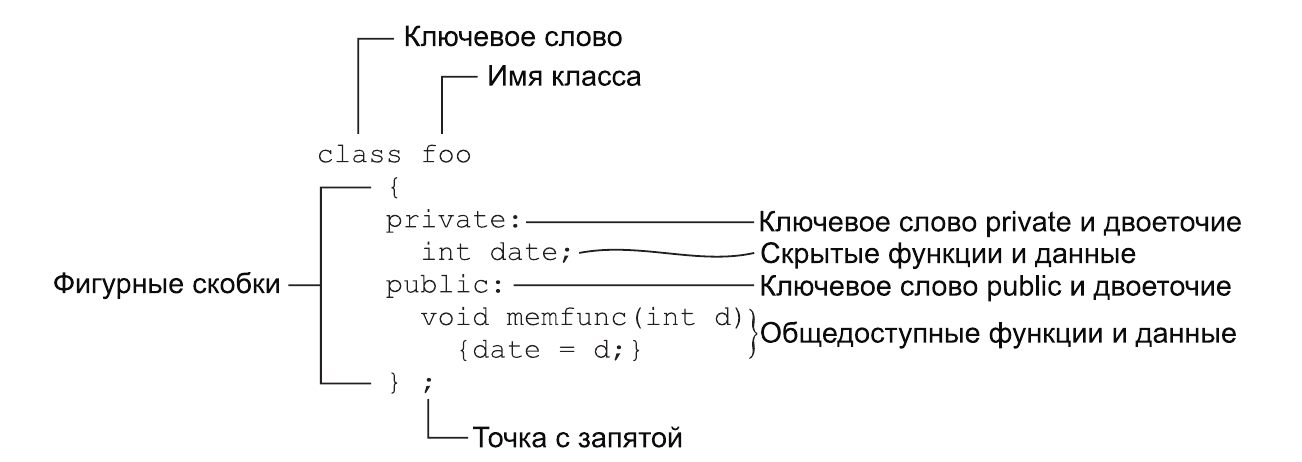 Ключевое слово
Имя класса
class foo
{
private:
Ключевое слово private и двоеточие
int date;
Скрытые функции и данные
Фигурные скобки
public:
Ключевое слово public и двоеточие
void memfunc(int d)
{date = d;}
Общедоступные функции и данные
} ;
Точка с запятой